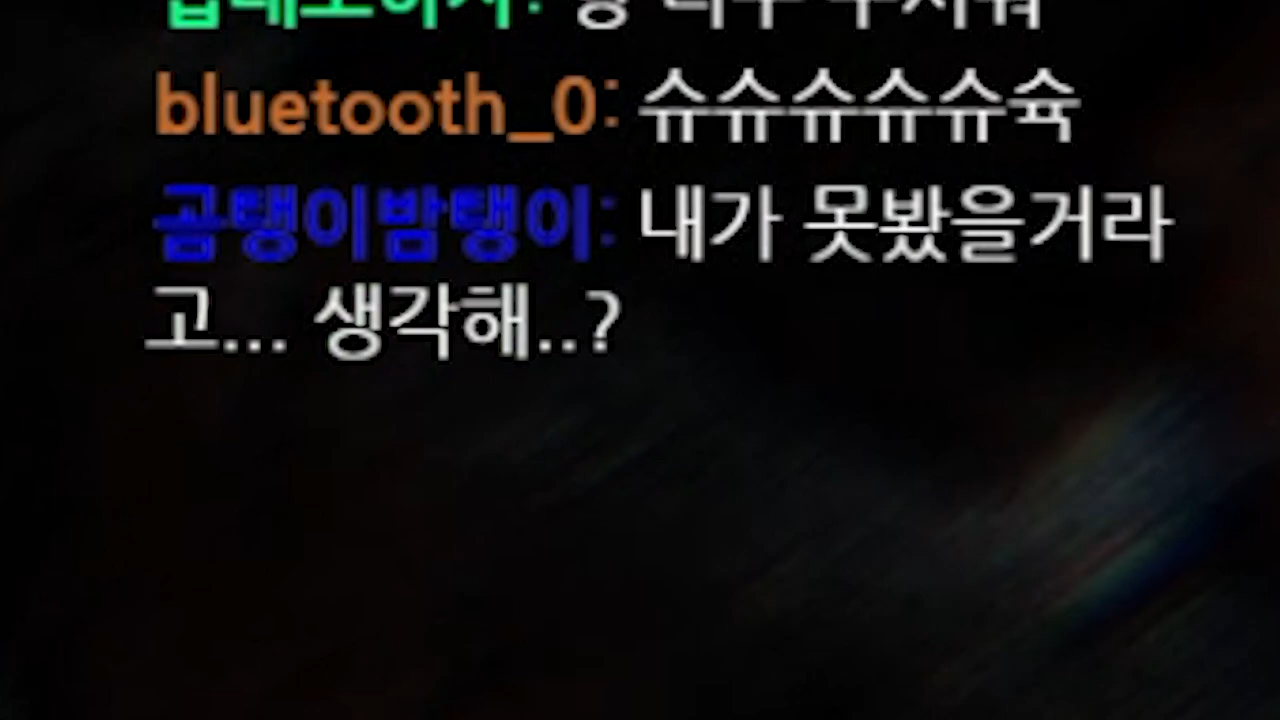 bluetooth_0: 슈슈슈슈슈슉
곰탱이밤탱이: 내가 못봤을거라
고... 생각해..?